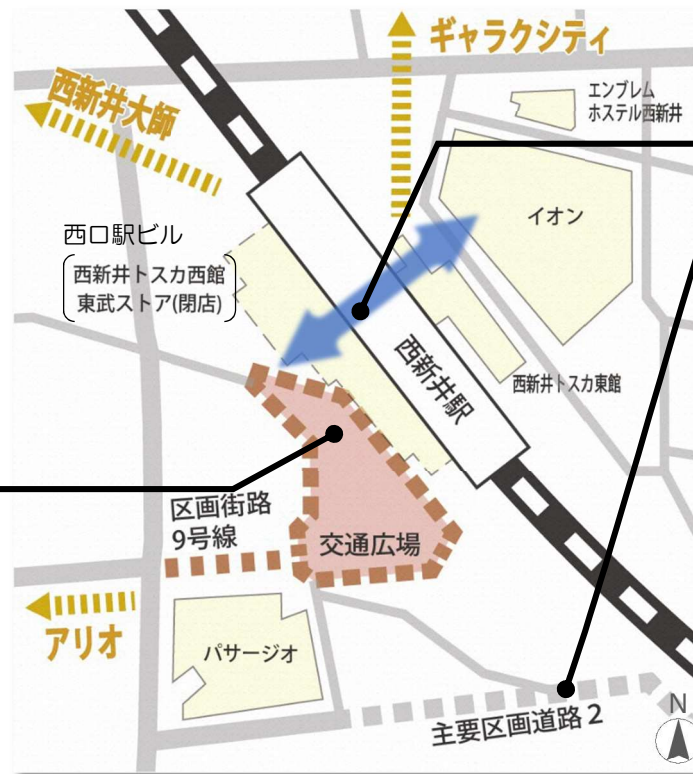 ギャラクシティ
西新井大師
エンブレム
ホステル西新井
イオン
西口駅ビル
西新井トスカ西館
東武ストア(閉店)
西新井駅
西新井トスカ東館
区画街路
9号線
交通広場
アリオ
パサージオ
主要区画道路2
N